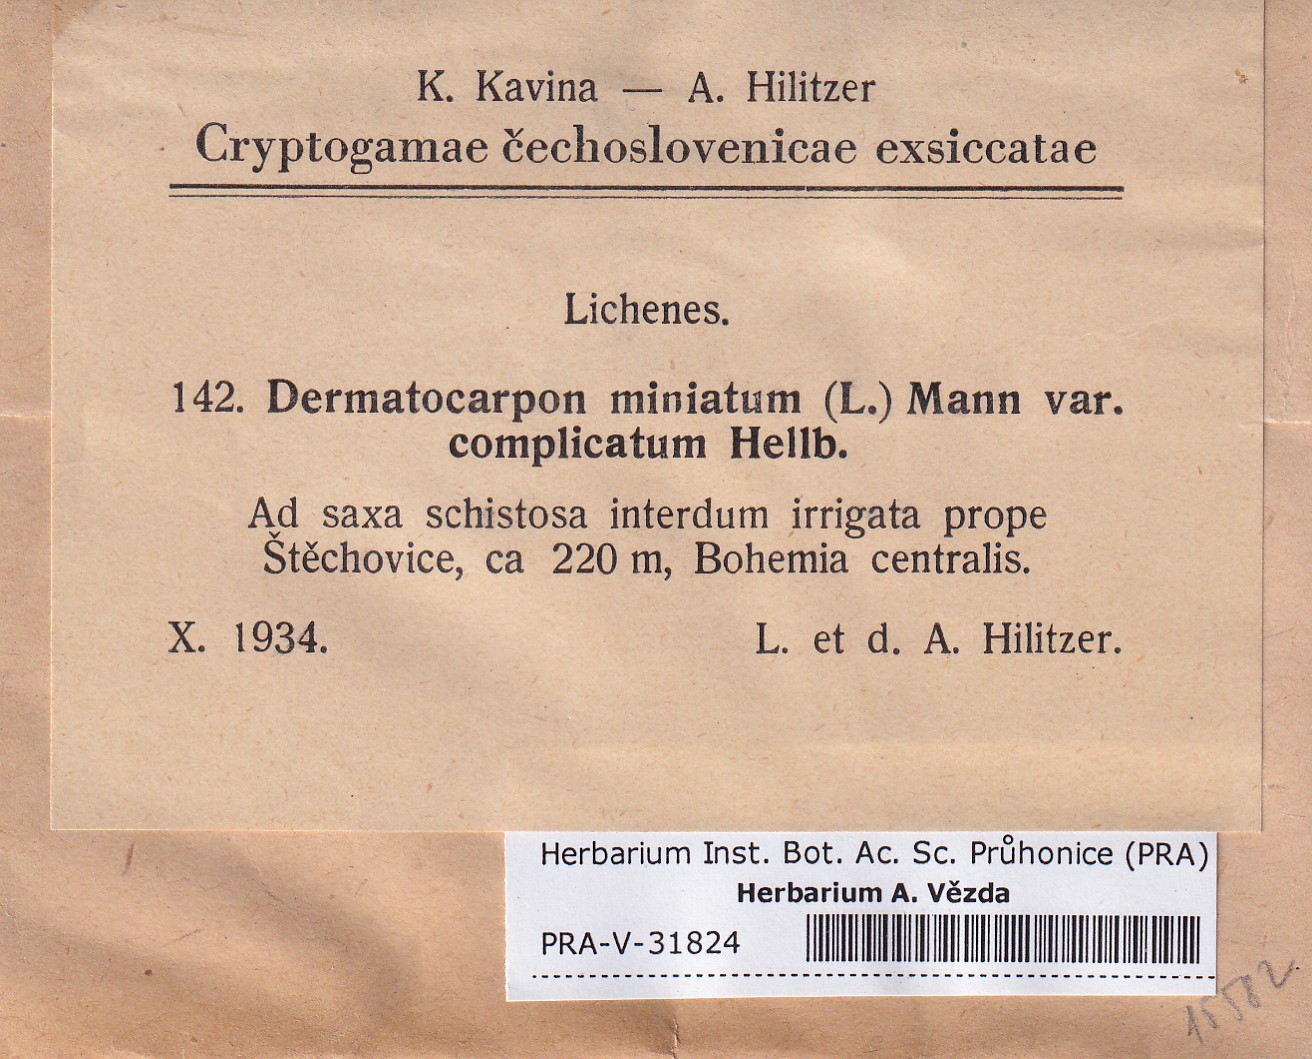 K. Kavina — A. Hilitzer
Cryptogamae čechoslovenicae exsiccatae
Lichenes.
142. Dermatocarpon miniatum (L.) Mann var.
complicatum Hellb.
Ad saxa schistosa interdum irrigata prope
Štěchovice, ca 220 m, Bohemia centralis.
X. 1934.
L. et d. A. Hilitzer.
Herbarium Inst. Bot. Ac. Sc. Průhonice (PRA)
Herbarium A. Vězda
PRA-V-31824
15582